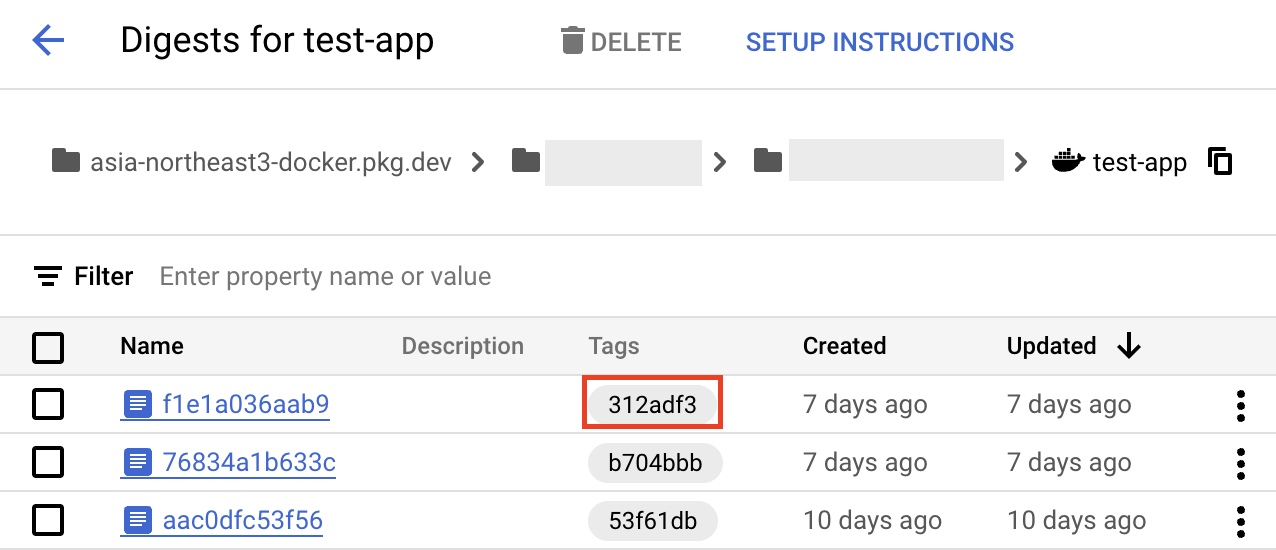 Digests for test-app DELETE SETUP INSTRUCTIONS
asia-northeast3-docker.pkg.dev test-app
Filter Enter property name or value
Name Description Tags Created Updated
f1e1a036aab9 312adf3 7 days ago 7 days ago
76834a1b633c b704bbb 7 days ago 7 days ago
aac0dfc53f56 53f61db 10 days ago 10 days ago